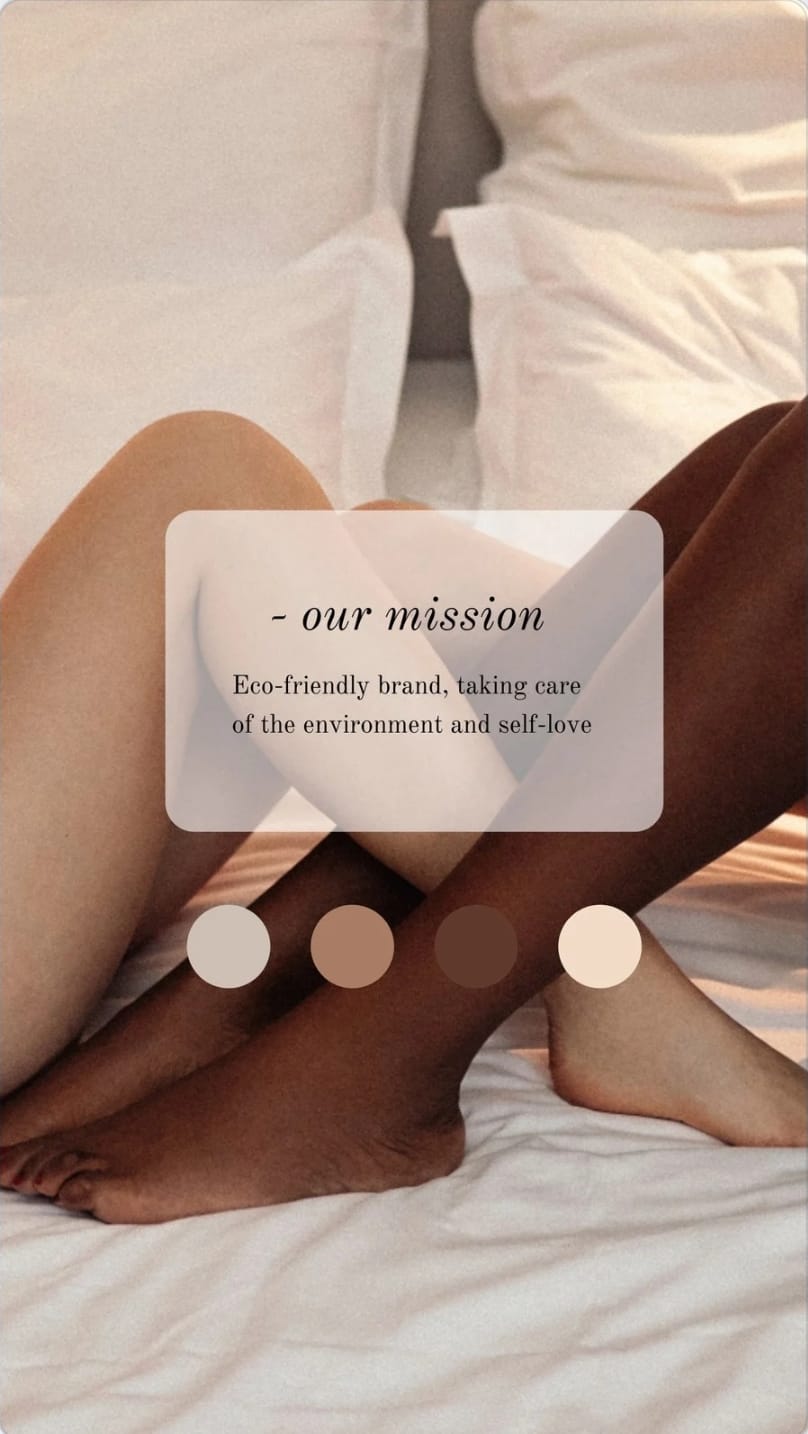 - our mission
Eco-friendly brand, taking care
of the environment and self-love